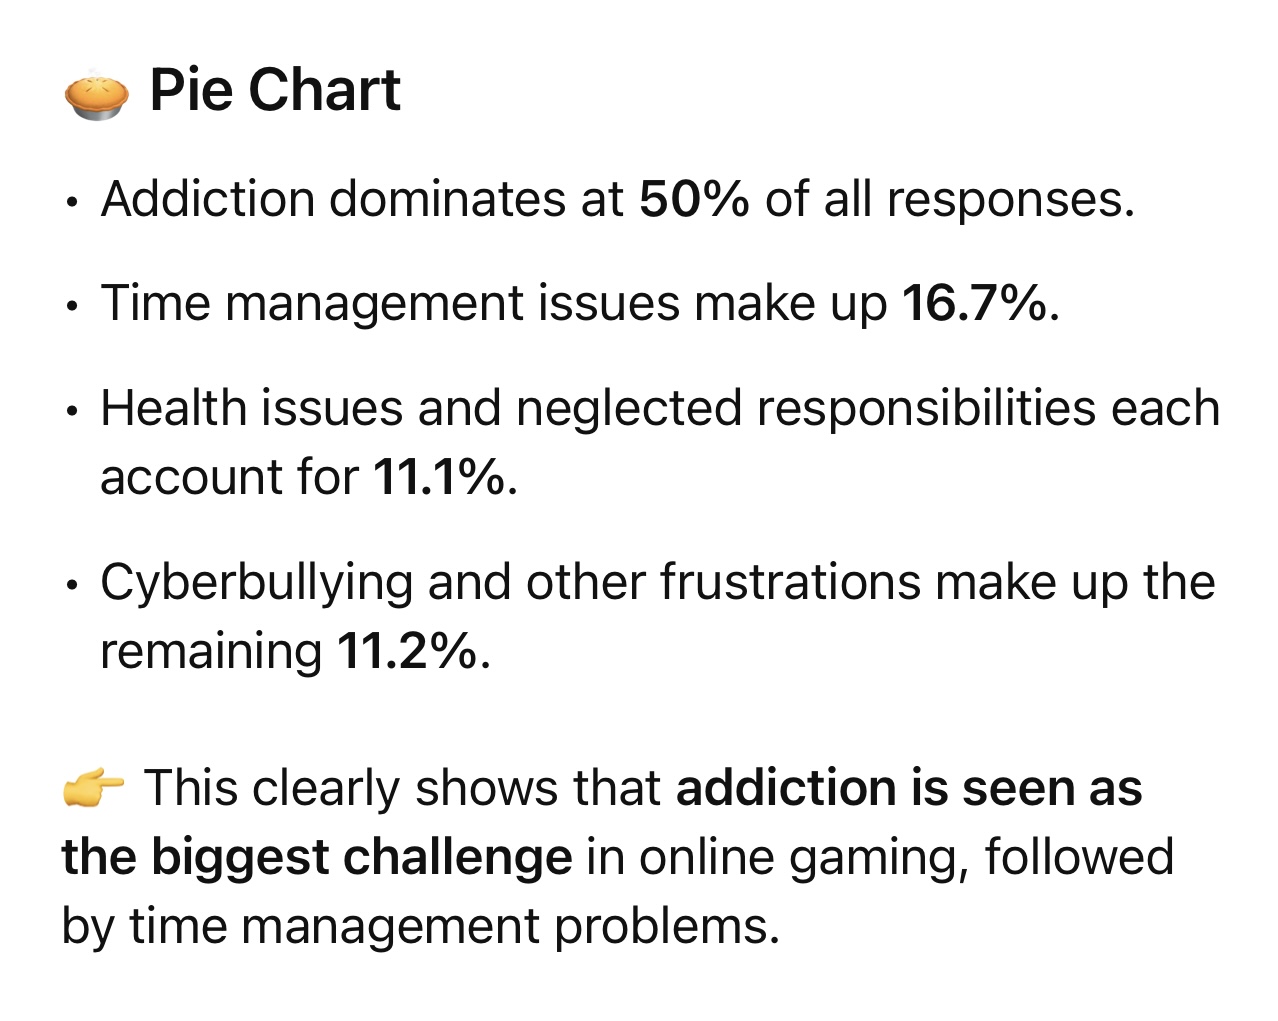 🥧 Pie Chart
• Addiction dominates at 50% of all responses.
• Time management issues make up 16.7%.
• Health issues and neglected responsibilities each
account for 11.1%.
• Cyberbullying and other frustrations make up the
remaining 11.2%.
👉 This clearly shows that addiction is seen as
the biggest challenge in online gaming, followed
by time management problems.